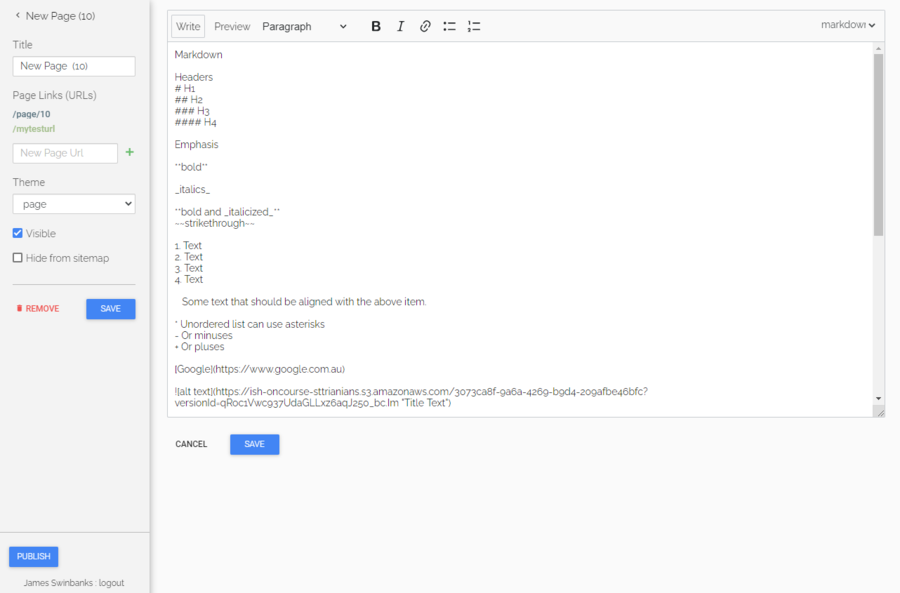 New Page (10)
Title
New Page (10)
Page Links (URLs)
/page/10
/mytesturl
New Page Url
Theme
page
Visible
Hide from sitemap
REMOVE
SAVE
PUBLISH
James Swinbanks : logout
Write Preview Paragraph B I markdown
Markdown
Headers
# H1
## H2
### H3
#### H4
Emphasis
**bold**
_italics_
**bold and _italicized_**
~~strikethrough~~
1. Text
2. Text
3. Text
4. Text
Some text that should be aligned with the above item.
* Unordered list can use asterisks
- Or minuses
+ Or pluses
[Google](https://www.google.com.au)
![alt text](https://ish-oncourse-sttrianians.s3.amazonaws.com/3073ca8f-9a6a-4269-b9d4-209afbe46bfc?
versionId=qRoc1Vwc937UdaGLLxz6aqJ250_bc.Im "Title Text")
CANCEL
SAVE